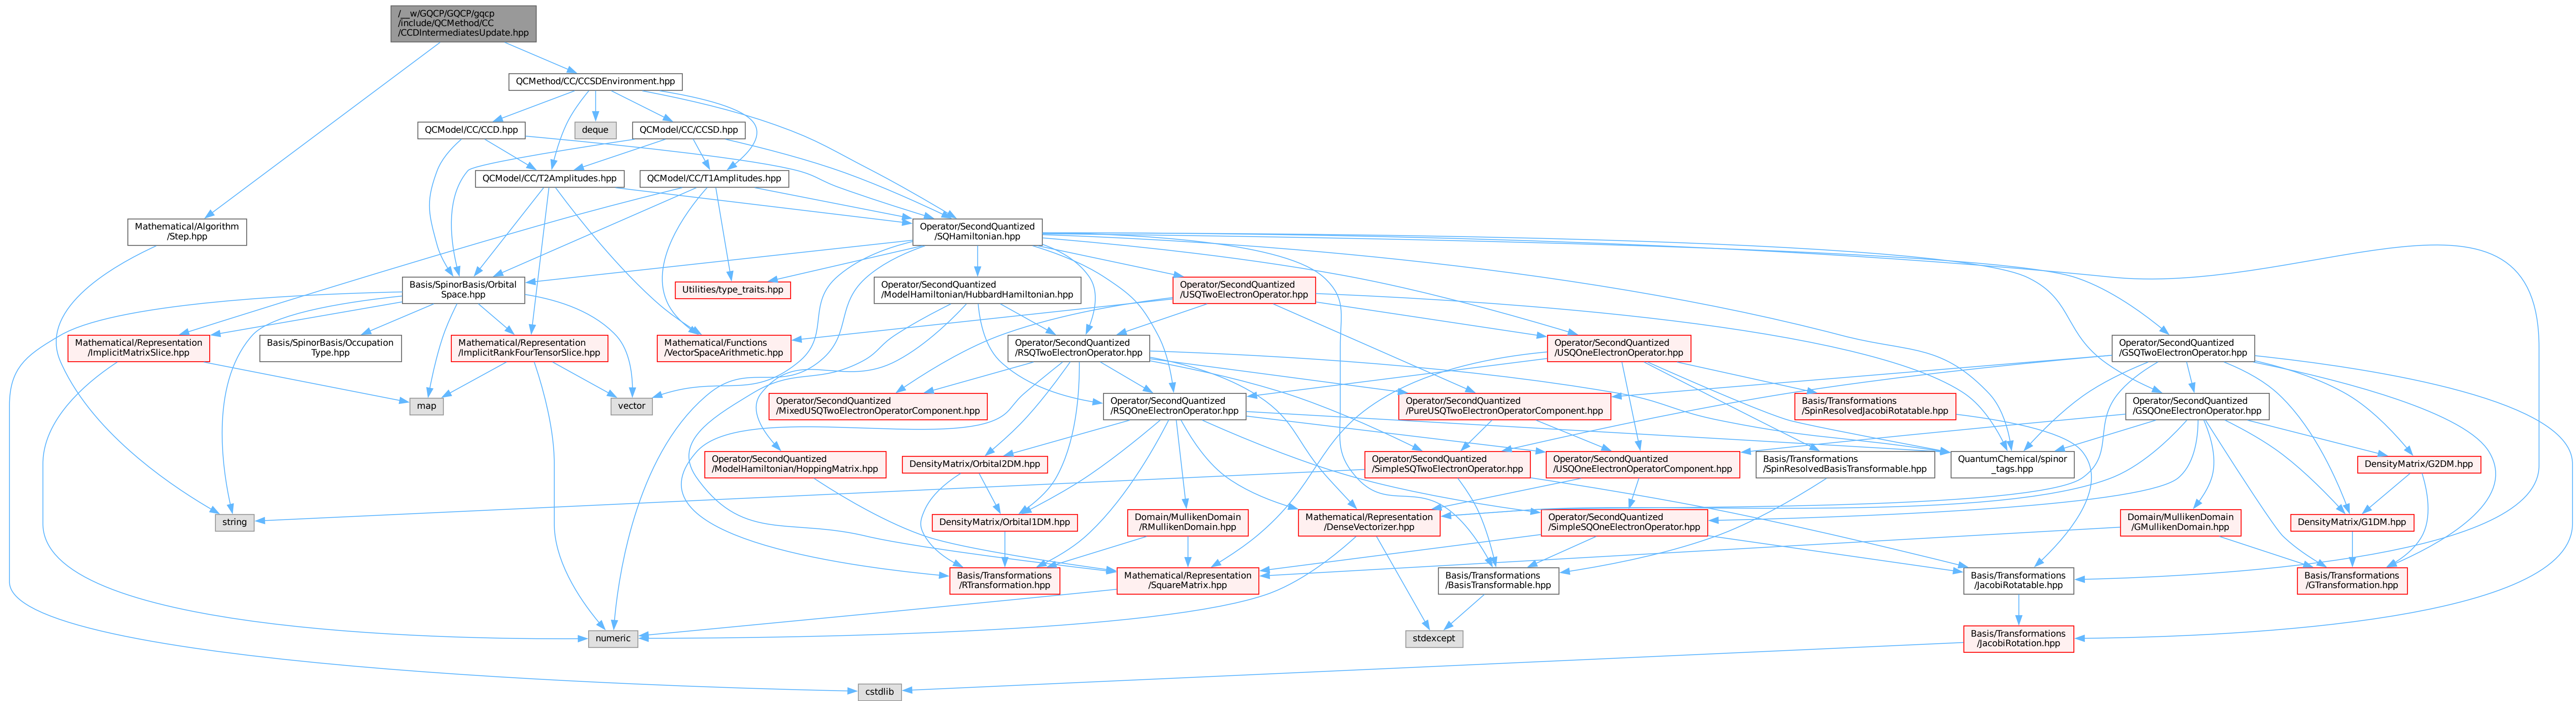 /__w/GQCP/GQCP/gqcp
/include/QCMethod/CC
/CCDIntermediatesUpdate.hpp
QCMethod/CC/CCSDEnvironment.hpp
QCModel/CC/CCD.hpp
deque
QCModel/CC/CCSD.hpp
QCModel/CC/T2Amplitudes.hpp
QCModel/CC/T1Amplitudes.hpp
Mathematical/Algorithm
/Step.hpp
Operator/SecondQuantized
/SQHamiltonian.hpp
Basis/SpinorBasis/Orbital
Space.hpp
Utilities/type_traits.hpp
Operator/SecondQuantized
/ModelHamiltonian/HubbardHamiltonian.hpp
Operator/SecondQuantized
/USQTwoElectronOperator.hpp
Mathematical/Representation
/ImplicitMatrixSlice.hpp
Basis/SpinorBasis/Occupation
Type.hpp
Mathematical/Representation
/ImplicitRankFourTensorSlice.hpp
Mathematical/Functions
/VectorSpaceArithmetic.hpp
Operator/SecondQuantized
/RSQTwoElectronOperator.hpp
Operator/SecondQuantized
/USQOneElectronOperator.hpp
Operator/SecondQuantized
/GSQTwoElectronOperator.hpp
map
vector
Operator/SecondQuantized
/MixedUSQTwoElectronOperatorComponent.hpp
Operator/SecondQuantized
/RSQOneElectronOperator.hpp
Operator/SecondQuantized
/PureUSQTwoElectronOperatorComponent.hpp
Basis/Transformations
/SpinResolvedJacobiRotatable.hpp
Operator/SecondQuantized
/GSQOneElectronOperator.hpp
Operator/SecondQuantized
/ModelHamiltonian/HoppingMatrix.hpp
DensityMatrix/Orbital2DM.hpp
Operator/SecondQuantized
/SimpleSQTwoElectronOperator.hpp
Operator/SecondQuantized
/USQOneElectronOperatorComponent.hpp
Basis/Transformations
/SpinResolvedBasisTransformable.hpp
QuantumChemical/spinor
_tags.hpp
DensityMatrix/G2DM.hpp
string
DensityMatrix/Orbital1DM.hpp
Domain/MullikenDomain
/RMullikenDomain.hpp
Mathematical/Representation
/DenseVectorizer.hpp
Operator/SecondQuantized
/SimpleSQOneElectronOperator.hpp
Domain/MullikenDomain
/GMullikenDomain.hpp
DensityMatrix/G1DM.hpp
Basis/Transformations
/RTransformation.hpp
Mathematical/Representation
/SquareMatrix.hpp
Basis/Transformations
/BasisTransformable.hpp
Basis/Transformations
/JacobiRotatable.hpp
Basis/Transformations
/GTransformation.hpp
numeric
stdexcept
Basis/Transformations
/JacobiRotation.hpp
cstdlib